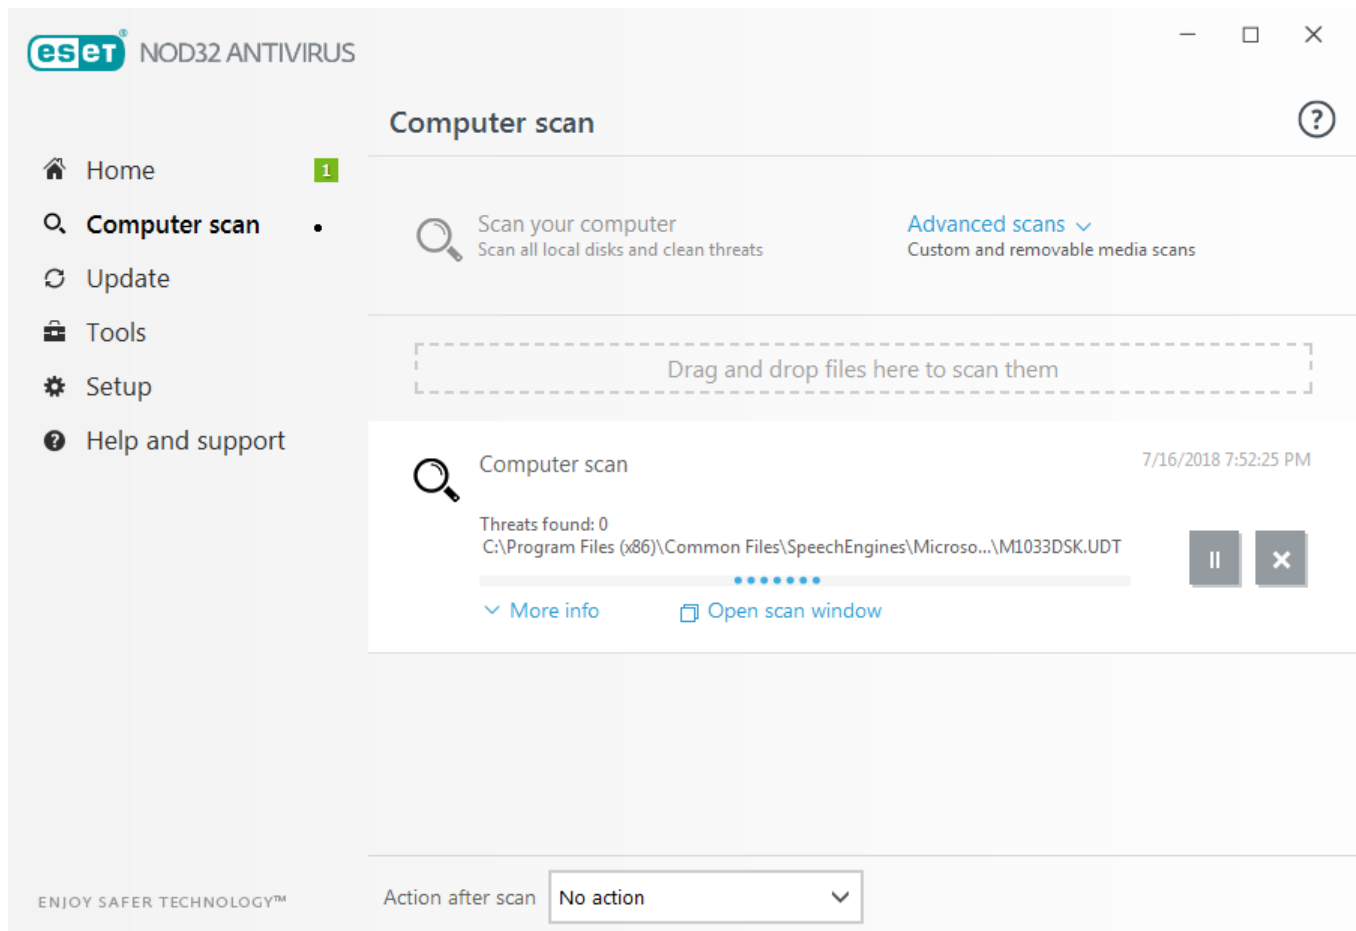 eset® NOD32 ANTIVIRUS
Computer scan
?
Home 1
Computer scan
Update
Tools
Setup
Help and support
Scan your computer
Scan all local disks and clean threats
Advanced scans
Custom and removable media scans
Drag and drop files here to scan them
Computer scan
7/16/2018 7:52:25 PM
Threats found: 0
C:\Program Files (x86)\Common Files\SpeechEngines\Microso...\M1033DSK.UDT
More info
Open scan window
ENJOY SAFER TECHNOLOGY™
Action after scan No action